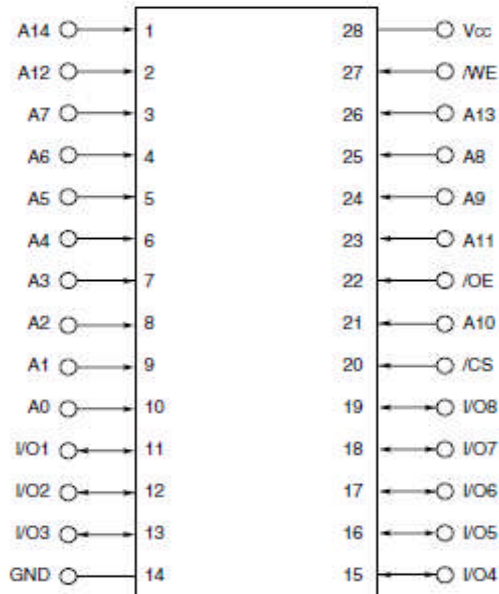 A14 1 28 Vcc
A12 2 27 /WE
A7 3 26 A13
A6 4 25 A8
A5 5 24 A9
A4 6 23 A11
A3 7 22 /OE
A2 8 21 A10
A1 9 20 /CS
A0 10 19 I/O8
I/O1 11 18 I/O7
I/O2 12 17 I/O6
I/O3 13 16 I/O5
GND 14 15 I/O4